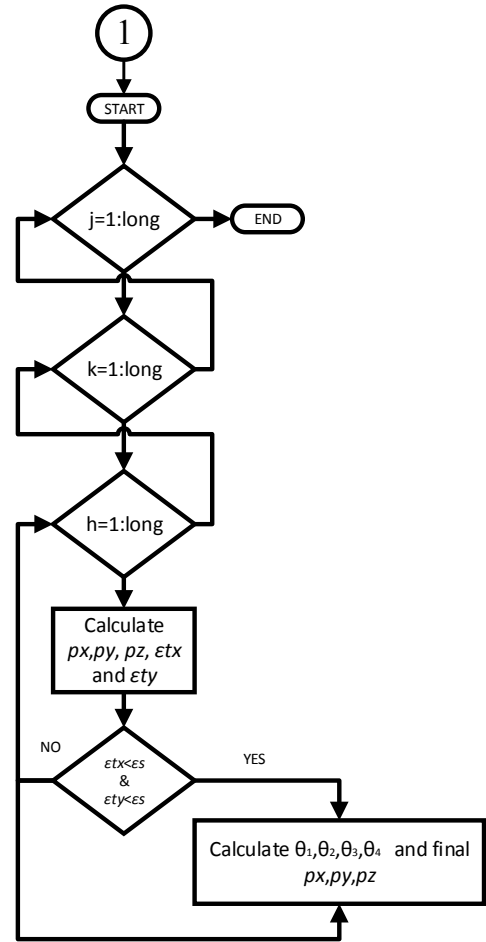 1
START
j=1:long
END
k=1:long
h=1:long
Calculate
px,py, pz, εtx
and εty
NO
εtx<εs
&
εty<εs
YES
Calculate θ₁,θ₂,θ₃,θ₄ and final
px,py,pz